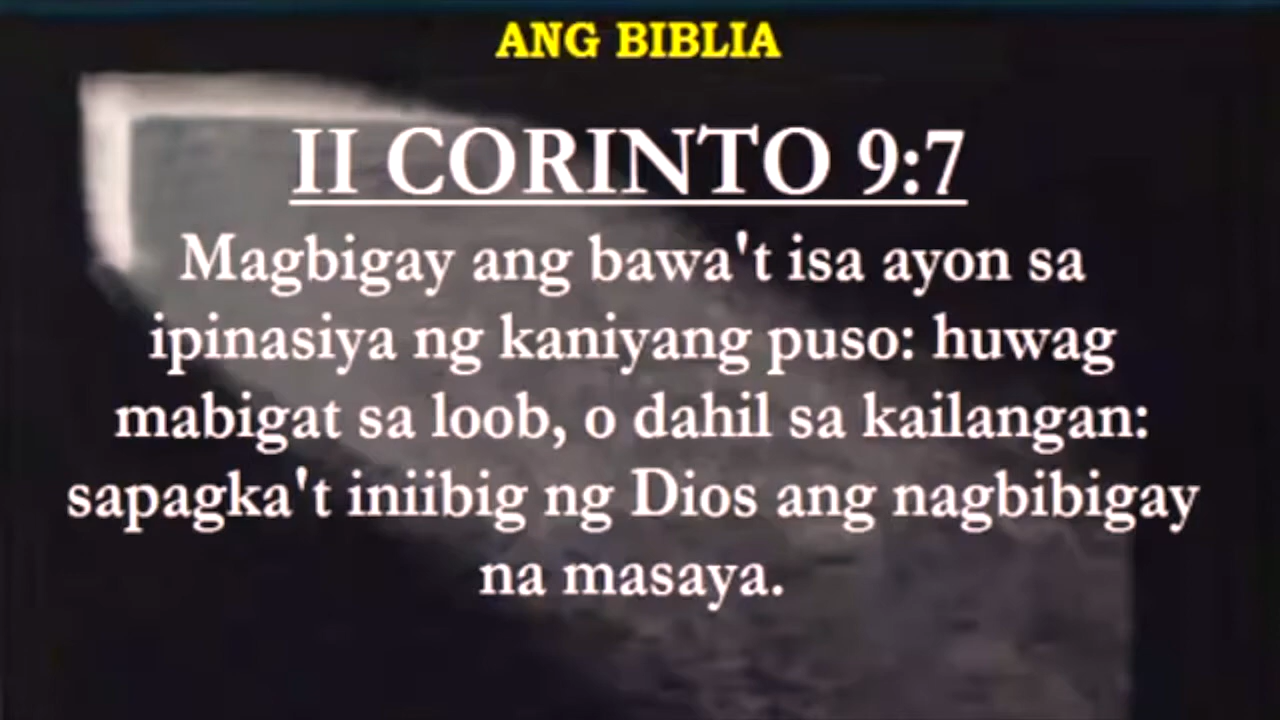 ANG BIBLIA
II CORINTO 9:7
Magbigay ang bawa't isa ayon sa
ipinasiya ng kaniyang puso: huwag
mabigat sa loob, o dahil sa kailangan:
sapagka't iniibig ng Dios ang nagbibigay
na masaya.